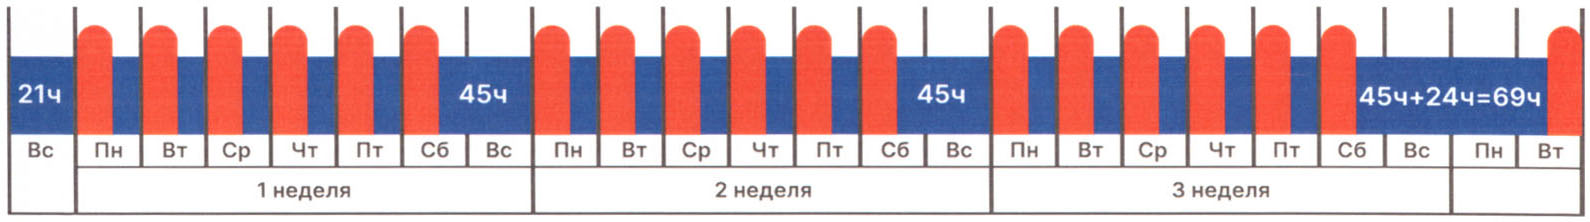 21ч 45ч 45ч 45ч+24ч=69ч
Вс Пн Вт Ср Чт Пт Сб Вс Пн Вт Ср Чт Пт Сб Вс Пн Вт Ср Чт Пт Сб Вс Пн Вт
1 неделя 2 неделя 3 неделя